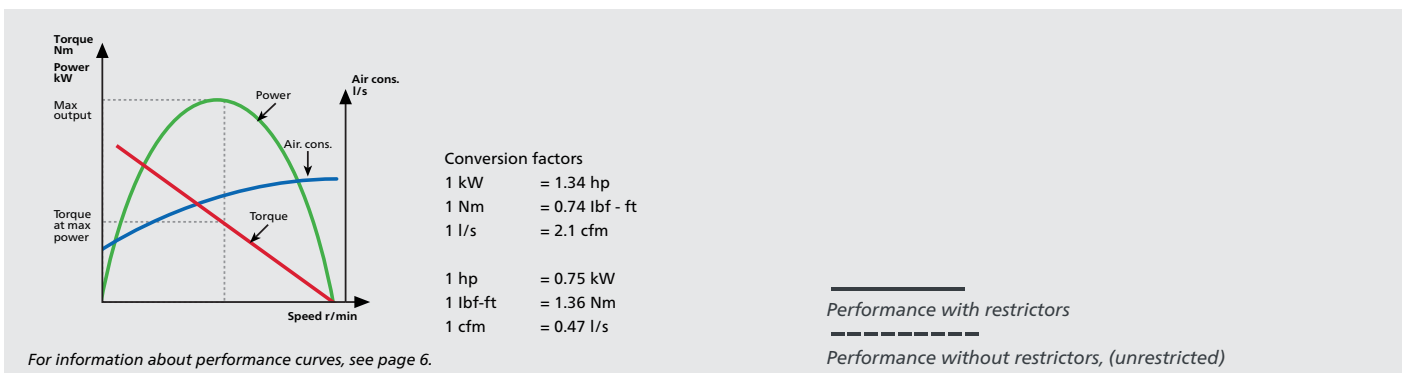 Torque
Nm
Power
kW
Max
output
Torque
at max
power
Power
Air cons.
l/s
Air. cons.
Torque
Speed r/min
For information about performance curves, see page 6.
Conversion factors
1 kW = 1.34 hp
1 Nm = 0.74 Ibf - ft
1 l/s = 2.1 cfm
1 hp = 0.75 kW
1 Ibf-ft = 1.36 Nm
1 cfm = 0.47 l/s
Performance with restrictors
Performance without restrictors, (unrestricted)